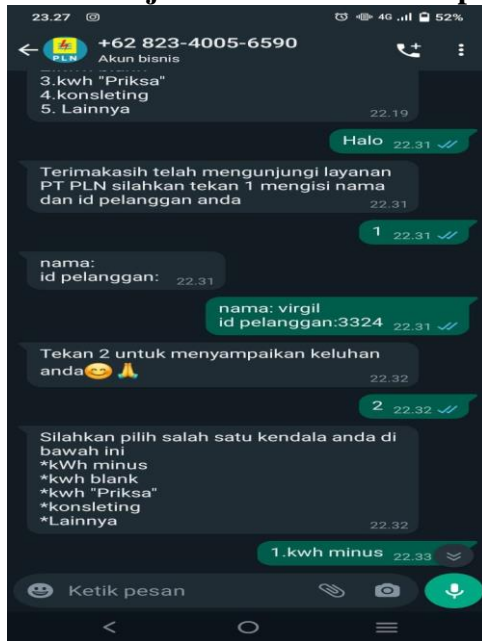 23.27 4G 52%
PLN
+62 823-4005-6590
Akun bisnis
3.kwh "Priksa"
4.konsleting
5. Lainnya
22.19
Halo 22.31
Terimakasih telah mengunjungi layanan
PT PLN silahkan tekan 1 mengisi nama
dan id pelanggan anda
22.31
1 22.31
nama:
id pelanggan: 22.31
nama: virgil
id pelanggan:3324 22.31
Tekan 2 untuk menyampaikan keluhan
anda😊🙏
22.32
2 22.32
Silahkan pilih salah satu kendala anda di
bawah ini
*kWh minus
*kwh blank
*kwh "Priksa"
*konsleting
*Lainnya
22.32
1.kwh minus 22.33
Ketik pesan